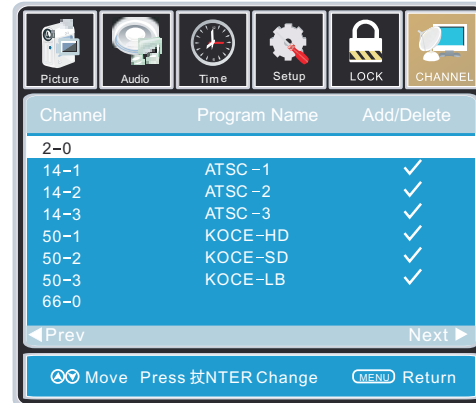 Picture Audio Time Setup LOCK CHANNEL
Channel Program Name Add/Delete
2-0
14-1 ATSC-1 ✓
14-2 ATSC-2 ✓
14-3 ATSC-3 ✓
50-1 KOCE-HD ✓
50-2 KOCE-SD ✓
50-3 KOCE-LB ✓
66-0
◀Prev Next▶
Move Press 扙NTER Change MENU Return